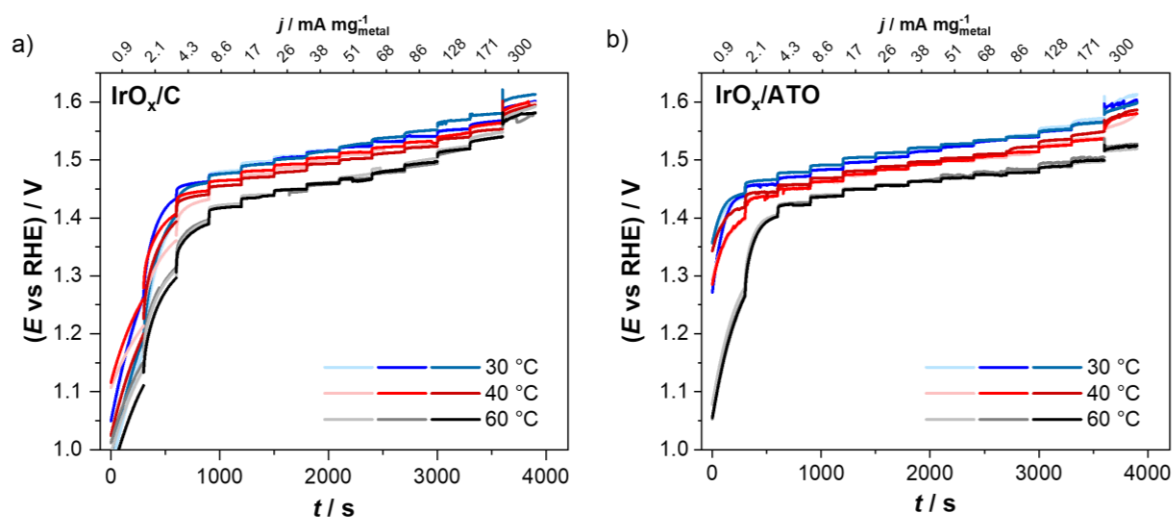 a)
j / mA mg⁻¹metal
0.9 2.1 4.3 8.6 17 26 38 51 68 86 128 171 300
IrOx/C
1.6
1.5
1.4
1.3
1.2
1.1
1.0
(E vs RHE) / V
30 °C
40 °C
60 °C
0 1000 2000 3000 4000
t / s
b)
j / mA mg⁻¹metal
0.9 2.1 4.3 8.6 17 26 38 51 68 86 128 171 300
IrOx/ATO
1.6
1.5
1.4
1.3
1.2
1.1
1.0
(E vs RHE) / V
30 °C
40 °C
60 °C
0 1000 2000 3000 4000
t / s